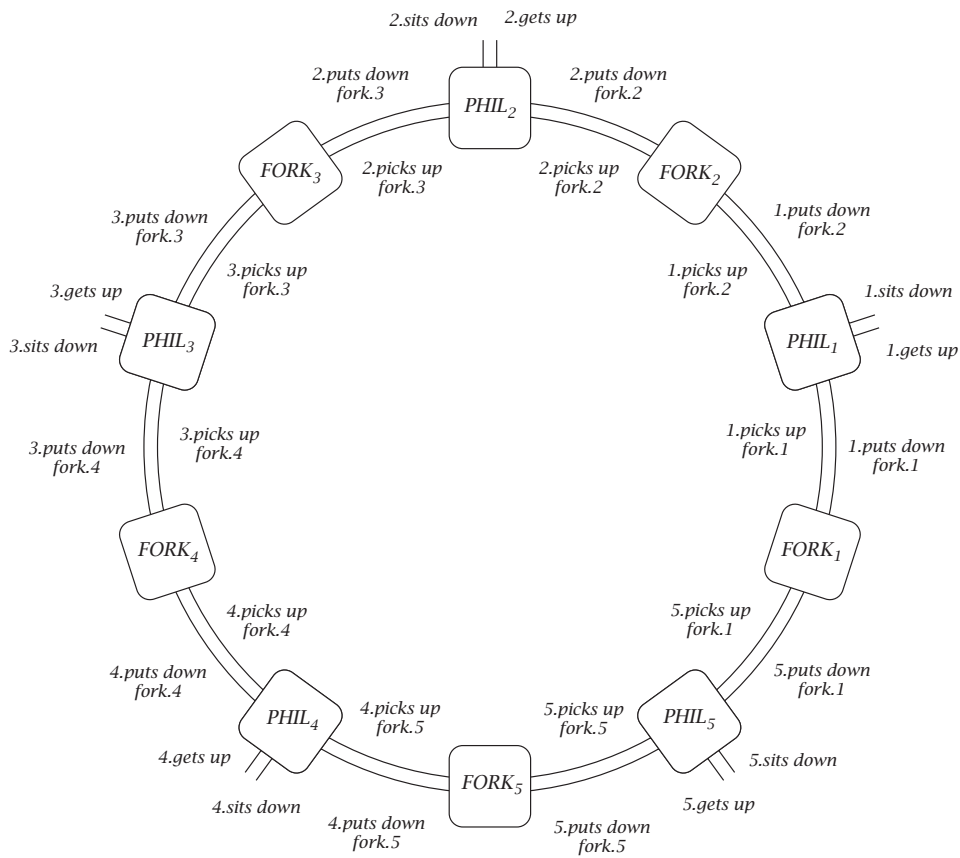 2.sits down
2.gets up
2.puts down
fork.3
2.puts down
fork.2
PHIL2
2.picks up
fork.3
2.picks up
fork.2
FORK3
FORK2
3.puts down
fork.3
1.puts down
fork.2
3.picks up
fork.3
1.picks up
fork.2
3.gets up
1.sits down
PHIL3
PHIL1
3.sits down
1.gets up
3.puts down
fork.4
3.picks up
fork.4
1.picks up
fork.1
1.puts down
fork.1
FORK4
FORK1
4.picks up
fork.4
5.picks up
fork.1
4.puts down
fork.4
5.puts down
fork.1
PHIL4
4.picks up
fork.5
5.picks up
fork.5
PHIL5
4.gets up
5.sits down
4.sits down
FORK5
5.gets up
4.puts down
fork.5
5.puts down
fork.5